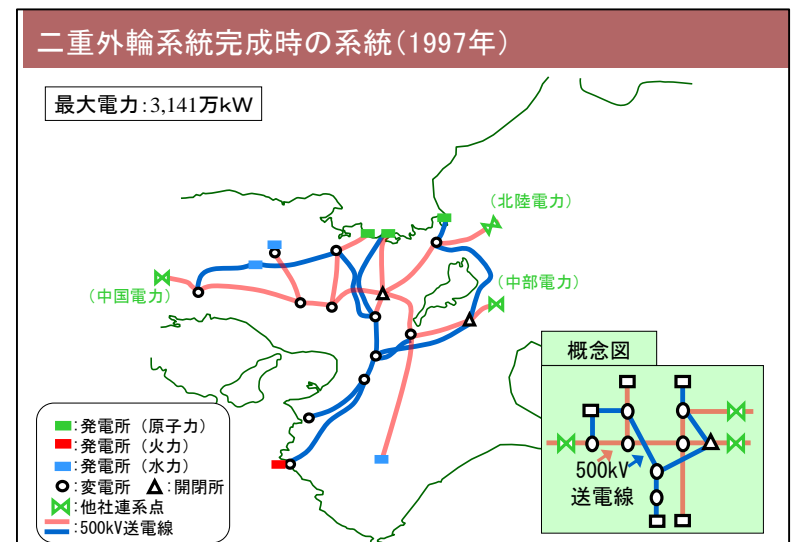 二重外輪系統完成時の系統(1997年)
最大電力:3,141万kW
(北陸電力)
(中国電力)
(中部電力)
概念図
500kV
送電線
:発電所(原子力)
:発電所(火力)
:発電所(水力)
:変電所 :開閉所
:他社連系点
:500kV送電線